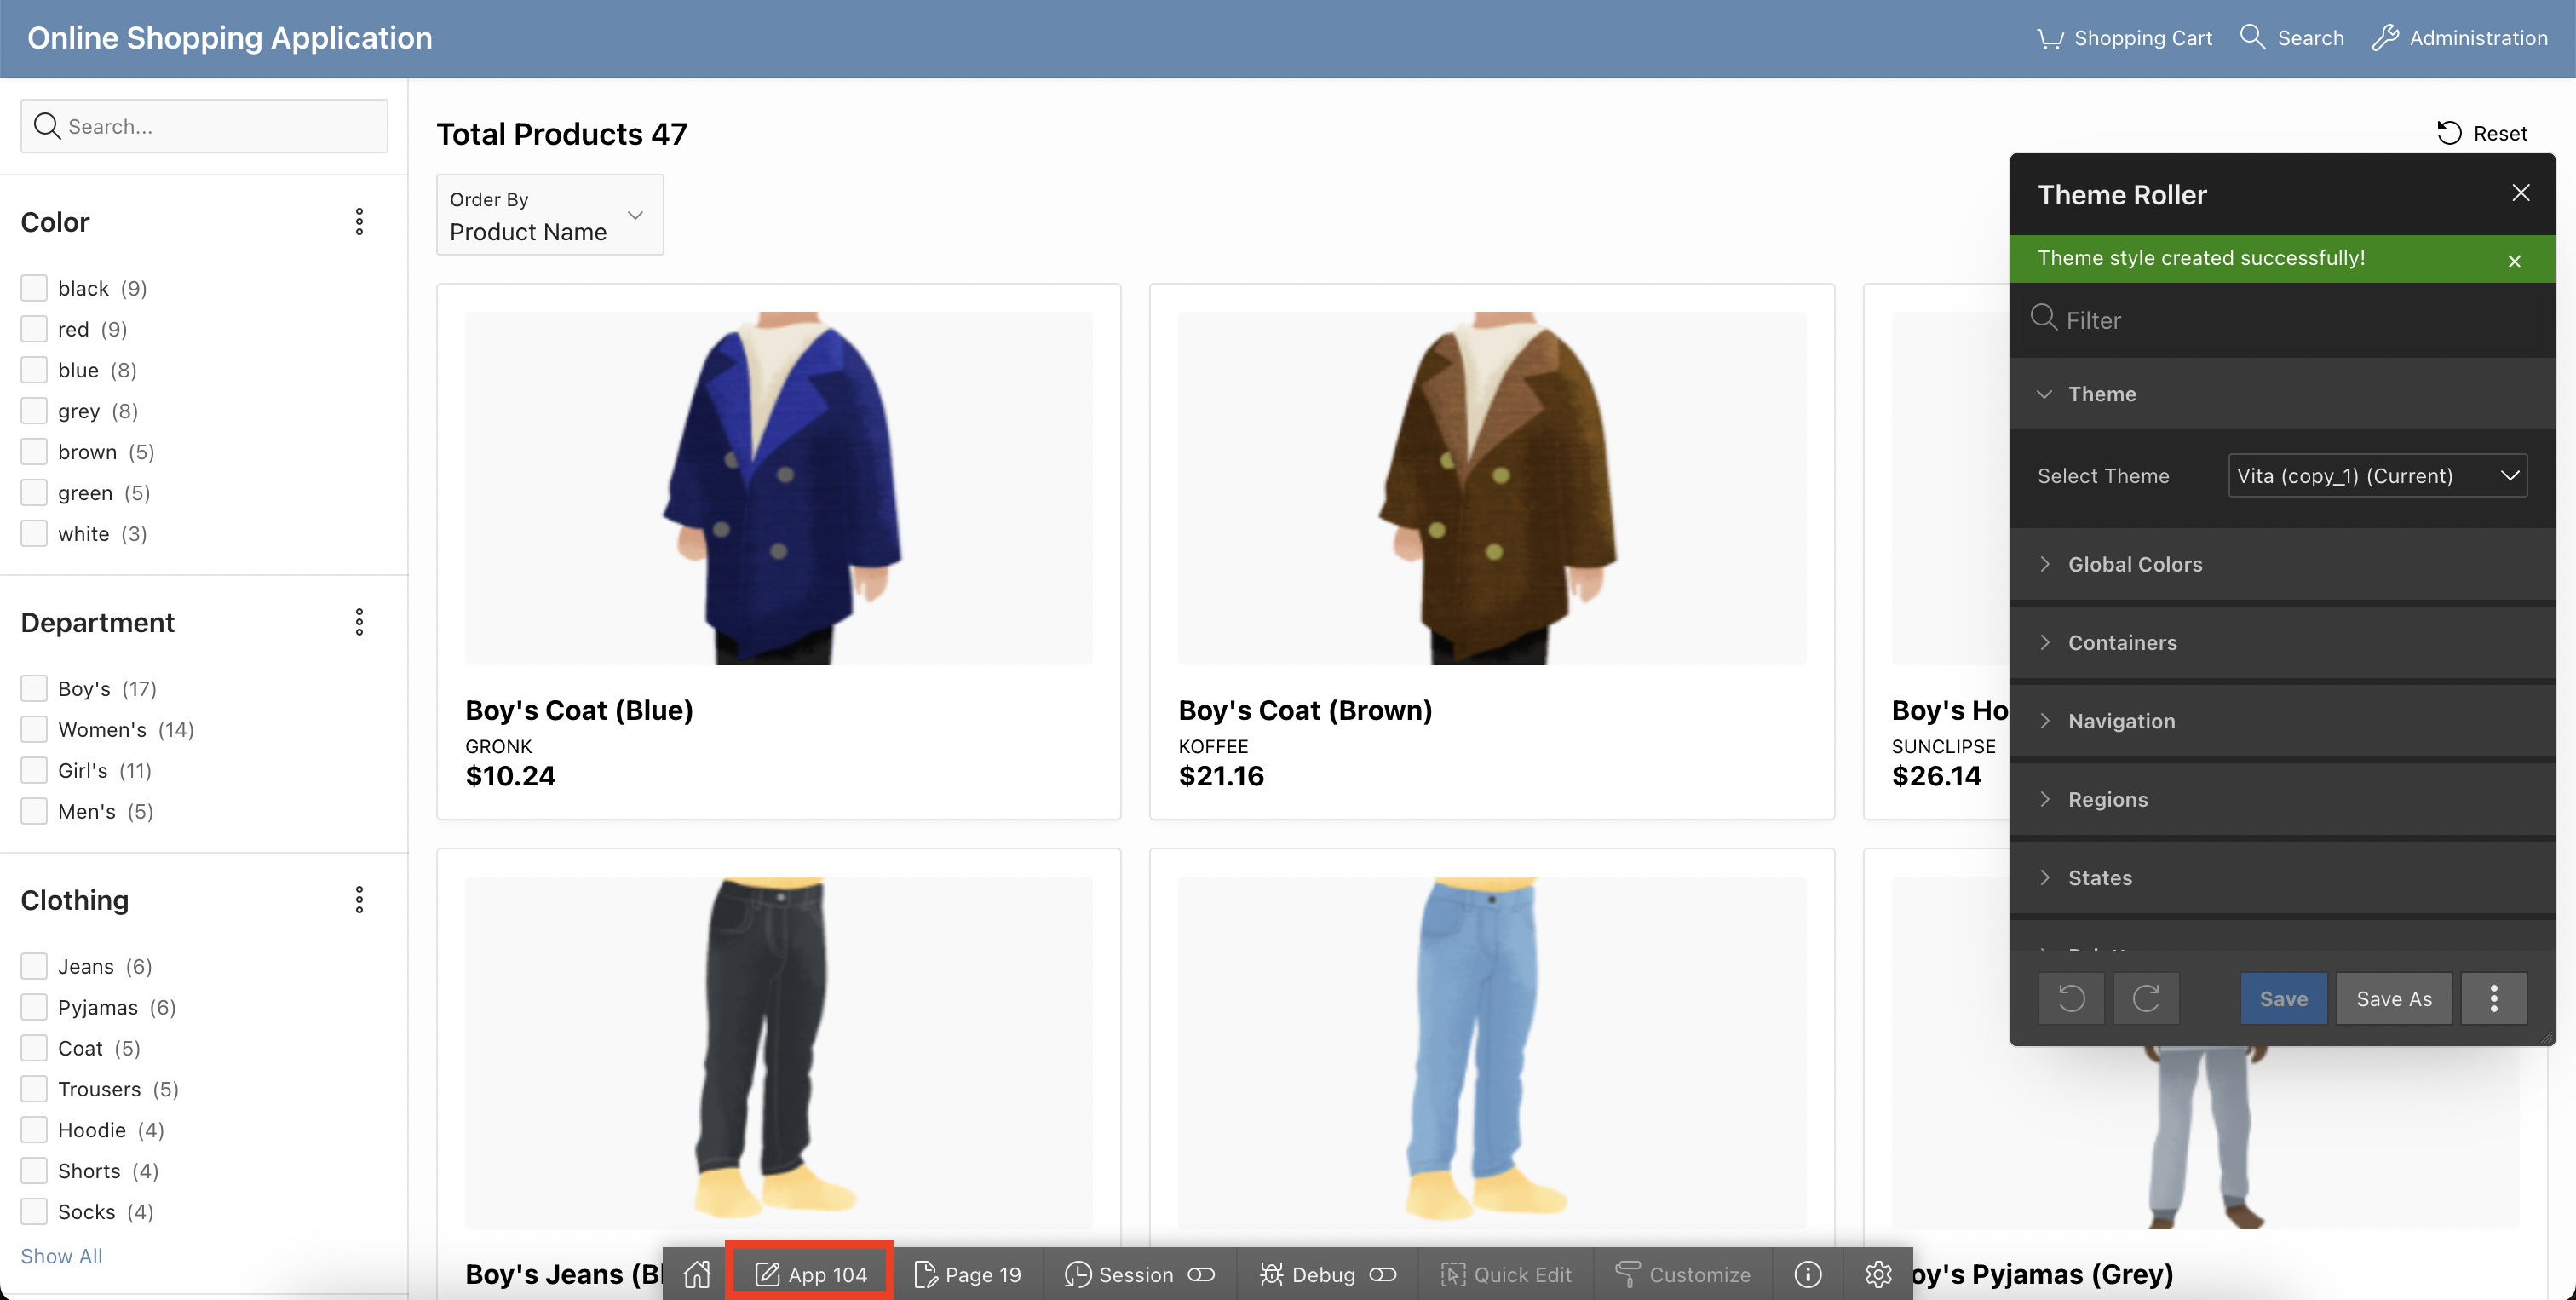 Online Shopping Application
Shopping Cart
Search
Administration
Search...
Color
black (9)
red (9)
blue (8)
grey (8)
brown (5)
green (5)
white (3)
Department
Boy's (17)
Women's (14)
Girl's (11)
Men's (5)
Clothing
Jeans (6)
Pyjamas (6)
Coat (5)
Trousers (5)
Hoodie (4)
Shorts (4)
Socks (4)
Show All
Total Products 47
Reset
Order By
Product Name
Boy's Coat (Blue)
GRONK
$10.24
Boy's Coat (Brown)
KOFFEE
$21.16
Boy's Ho
SUNCLIPSE
$26.14
Boy's Jeans (Bl
oy's Pyjamas (Grey)
Theme Roller
Theme style created successfully!
Filter
Theme
Select Theme
Vita (copy_1) (Current)
Global Colors
Containers
Navigation
Regions
States
Save
Save As
App 104
Page 19
Session
Debug
Quick Edit
Customize